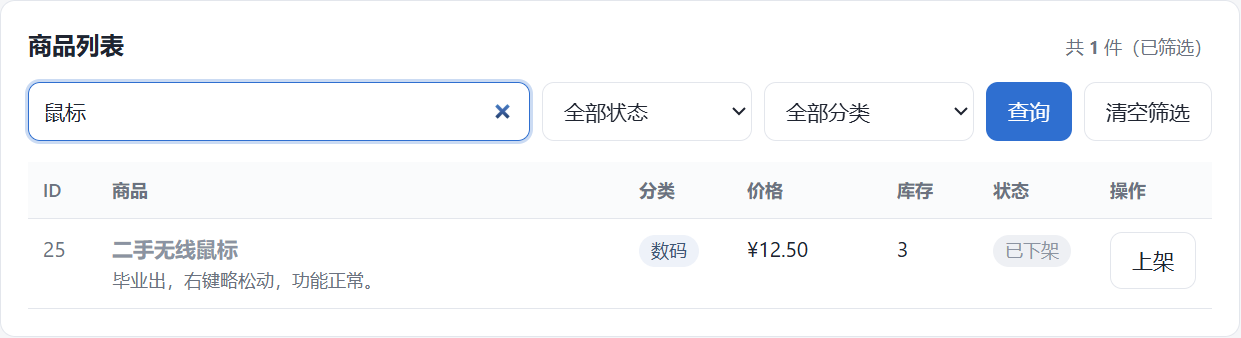 商品列表
共 1 件（已筛选）
鼠标
全部状态
全部分类
查询
清空筛选
ID 商品 分类 价格 库存 状态 操作
25 二手无线鼠标 数码 ¥12.50 3 已下架 上架
毕业出，右键略松动，功能正常。